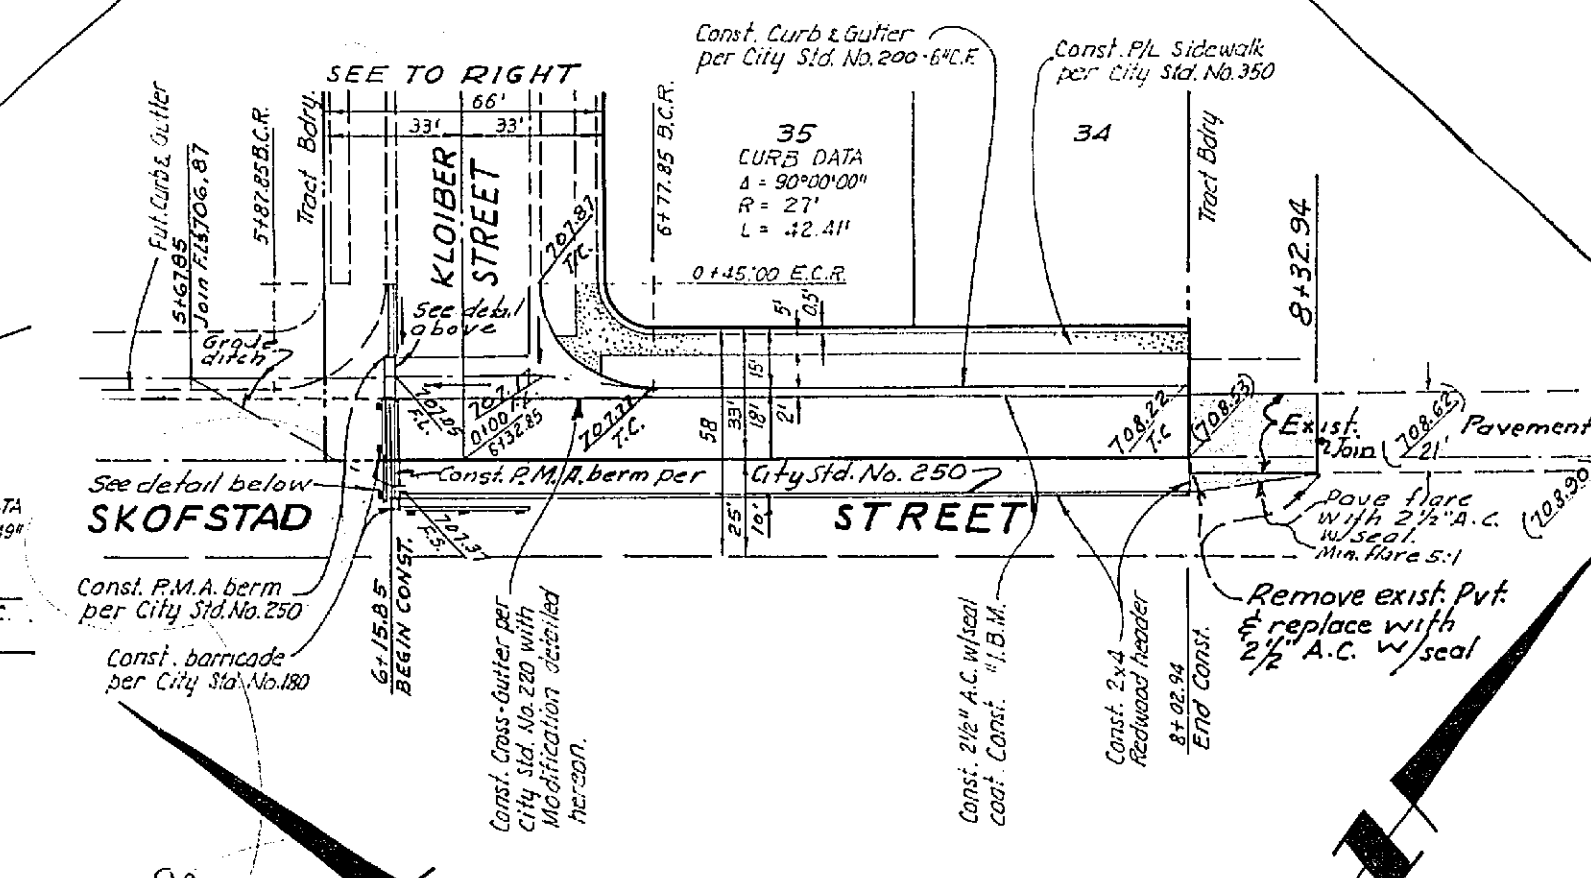 SEE TO RIGHT
66'
33'
33'
KLOIBER
STREET
Fut. Curb & Gutter
5+67.85
Join F.L.
706.87
5+87.85 B.C.R.
Tract Bdry.
Grade
ditch
See detail
above
707.87
T.C.
6+77.85 B.C.R.
Const. Curb & Gutter
per City Std. No. 200-6"C.F.
Const. P/L Sidewalk
per City Std. No. 350
35
CURB DATA
Δ = 90°00'00"
R = 27'
L = 42.41'
0+45.00 E.C.R.
34
Tract Bdry
8+32.94
5'
0.5'
15'
58
33'
18'
2'
25'
10'
707.05
F.L.
0+00
6+32.85
707.77
T.C.
708.22
T.C
(708.53)
Exist.
Join
(708.62)
21'
Pavement
Const. P.M.A. berm per City Std. No. 250
See detail below
SKOFSTAD STREET
707.37
F.S.
Pave flare
with 2½" A.C.
w/seal.
Min. flare 5:1
(708.90)
Const. P.M.A. berm
per City Std. No. 250
Const. barricade
per City Std. No. 180
6+15.85
BEGIN CONST.
Const. Cross-Gutter per
City Std. No. 220 with
Modification detailed
hereon.
Const. 2½" A.C. w/seal
coat. Const. "I.B.M.
Const. 2x4
Redwood header
8+02.94
End Const.
Remove exist. Pvt.
& replace with
2½" A.C. w/seal